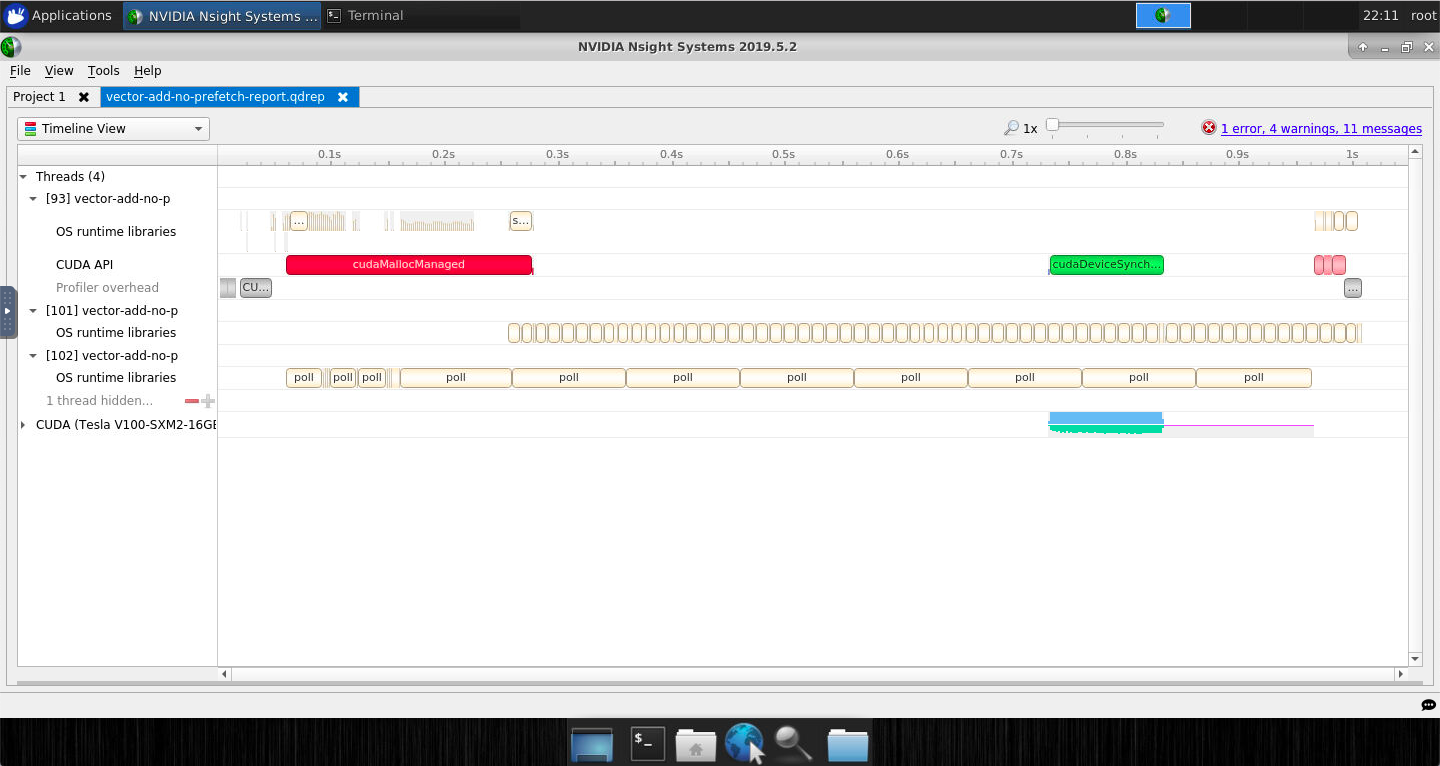 Applications NVIDIA Nsight Systems ... Terminal 22:11 root
NVIDIA Nsight Systems 2019.5.2
File View Tools Help
Project 1 vector-add-no-prefetch-report.qdrep
Timeline View 1x 1 error, 4 warnings, 11 messages
0.1s 0.2s 0.3s 0.4s 0.5s 0.6s 0.7s 0.8s 0.9s 1s
Threads (4)
[93] vector-add-no-p
OS runtime libraries ... s...
CUDA API cudaMallocManaged cudaDeviceSynch...
Profiler overhead CU... ...
[101] vector-add-no-p
OS runtime libraries
[102] vector-add-no-p
OS runtime libraries poll poll poll poll poll poll poll poll poll poll poll
1 thread hidden...
CUDA (Tesla V100-SXM2-16GB
$_